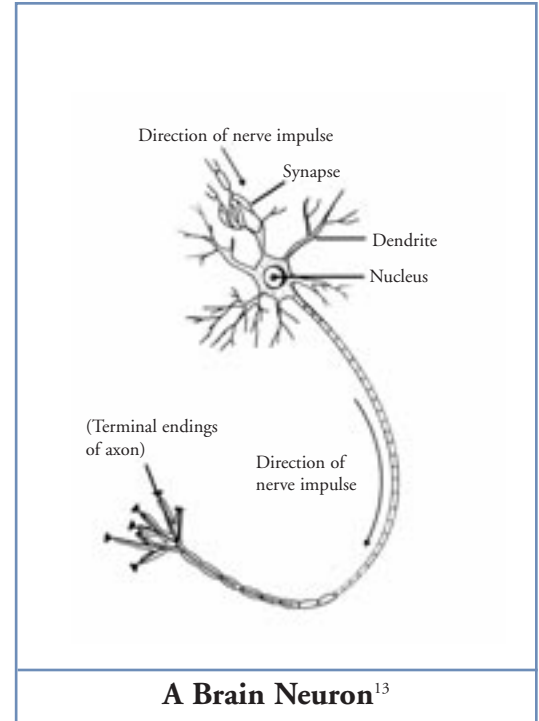 Direction of nerve impulse
Synapse
Dendrite
Nucleus
(Terminal endings
of axon)
Direction of
nerve impulse
A Brain Neuron¹³